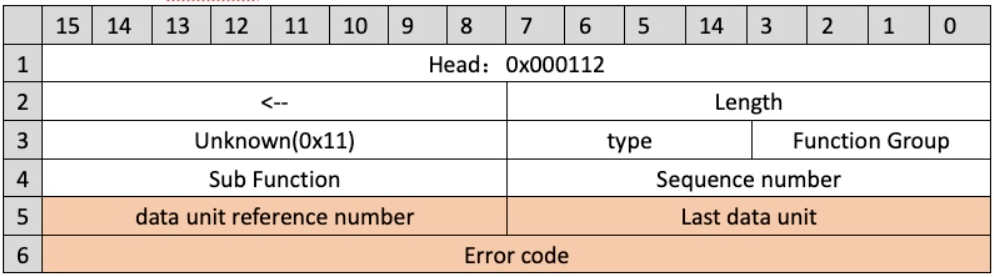 15 14 13 12 11 10 9 8 7 6 5 14 3 2 1 0
1 Head： 0x000112
2 <-- Length
3 Unknown(0x11) type Function Group
4 Sub Function Sequence number
5 data unit reference number Last data unit
6 Error code